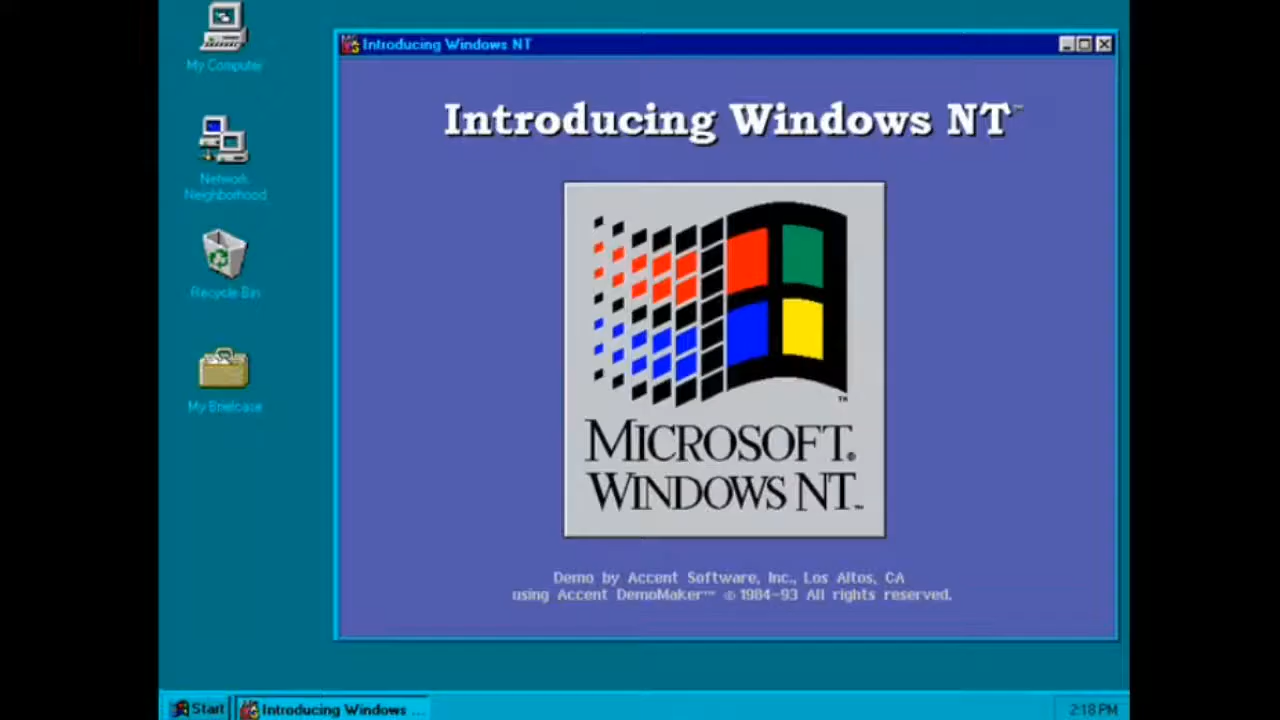 My Computer
Network
Neighborhood
Recycle Bin
My Briefcase
Introducing Windows NT
Introducing Windows NT™
MICROSOFT®
WINDOWS NT™
Demo by Accent Software, Inc., Los Altos, CA
using Accent DemoMaker™ © 1984-93 All rights reserved.
Start
Introducing Windows ...
2:18 PM